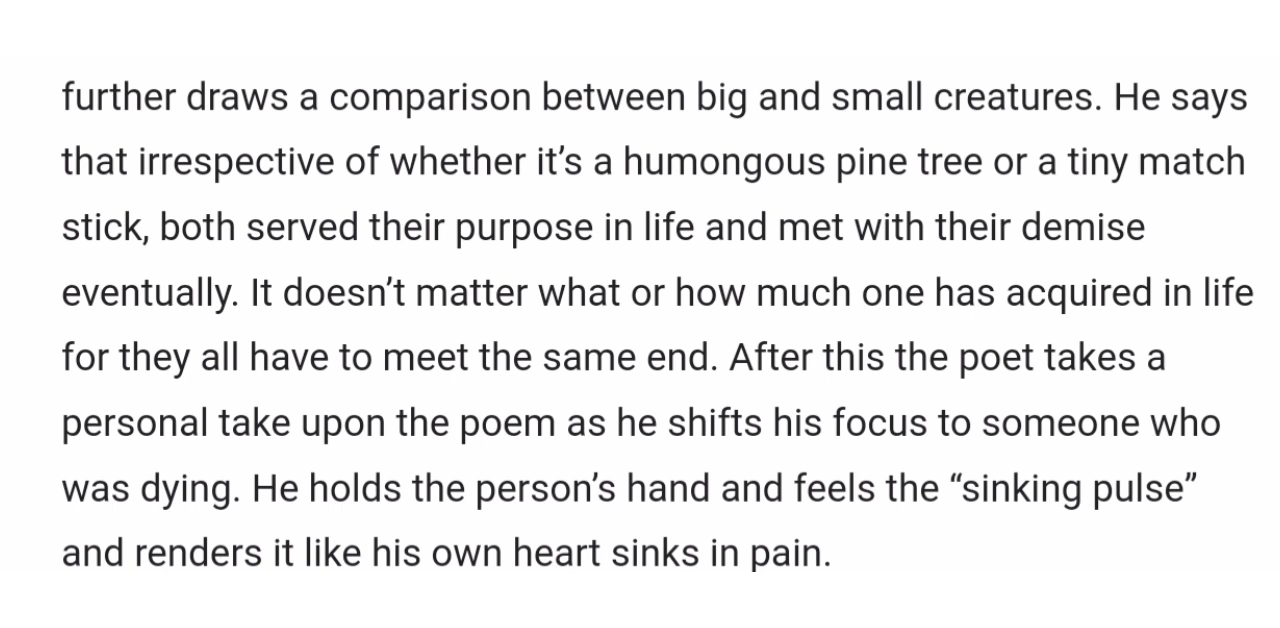 further draws a comparison between big and small creatures. He says
that irrespective of whether it’s a humongous pine tree or a tiny match
stick, both served their purpose in life and met with their demise
eventually. It doesn’t matter what or how much one has acquired in life
for they all have to meet the same end. After this the poet takes a
personal take upon the poem as he shifts his focus to someone who
was dying. He holds the person’s hand and feels the “sinking pulse”
and renders it like his own heart sinks in pain.